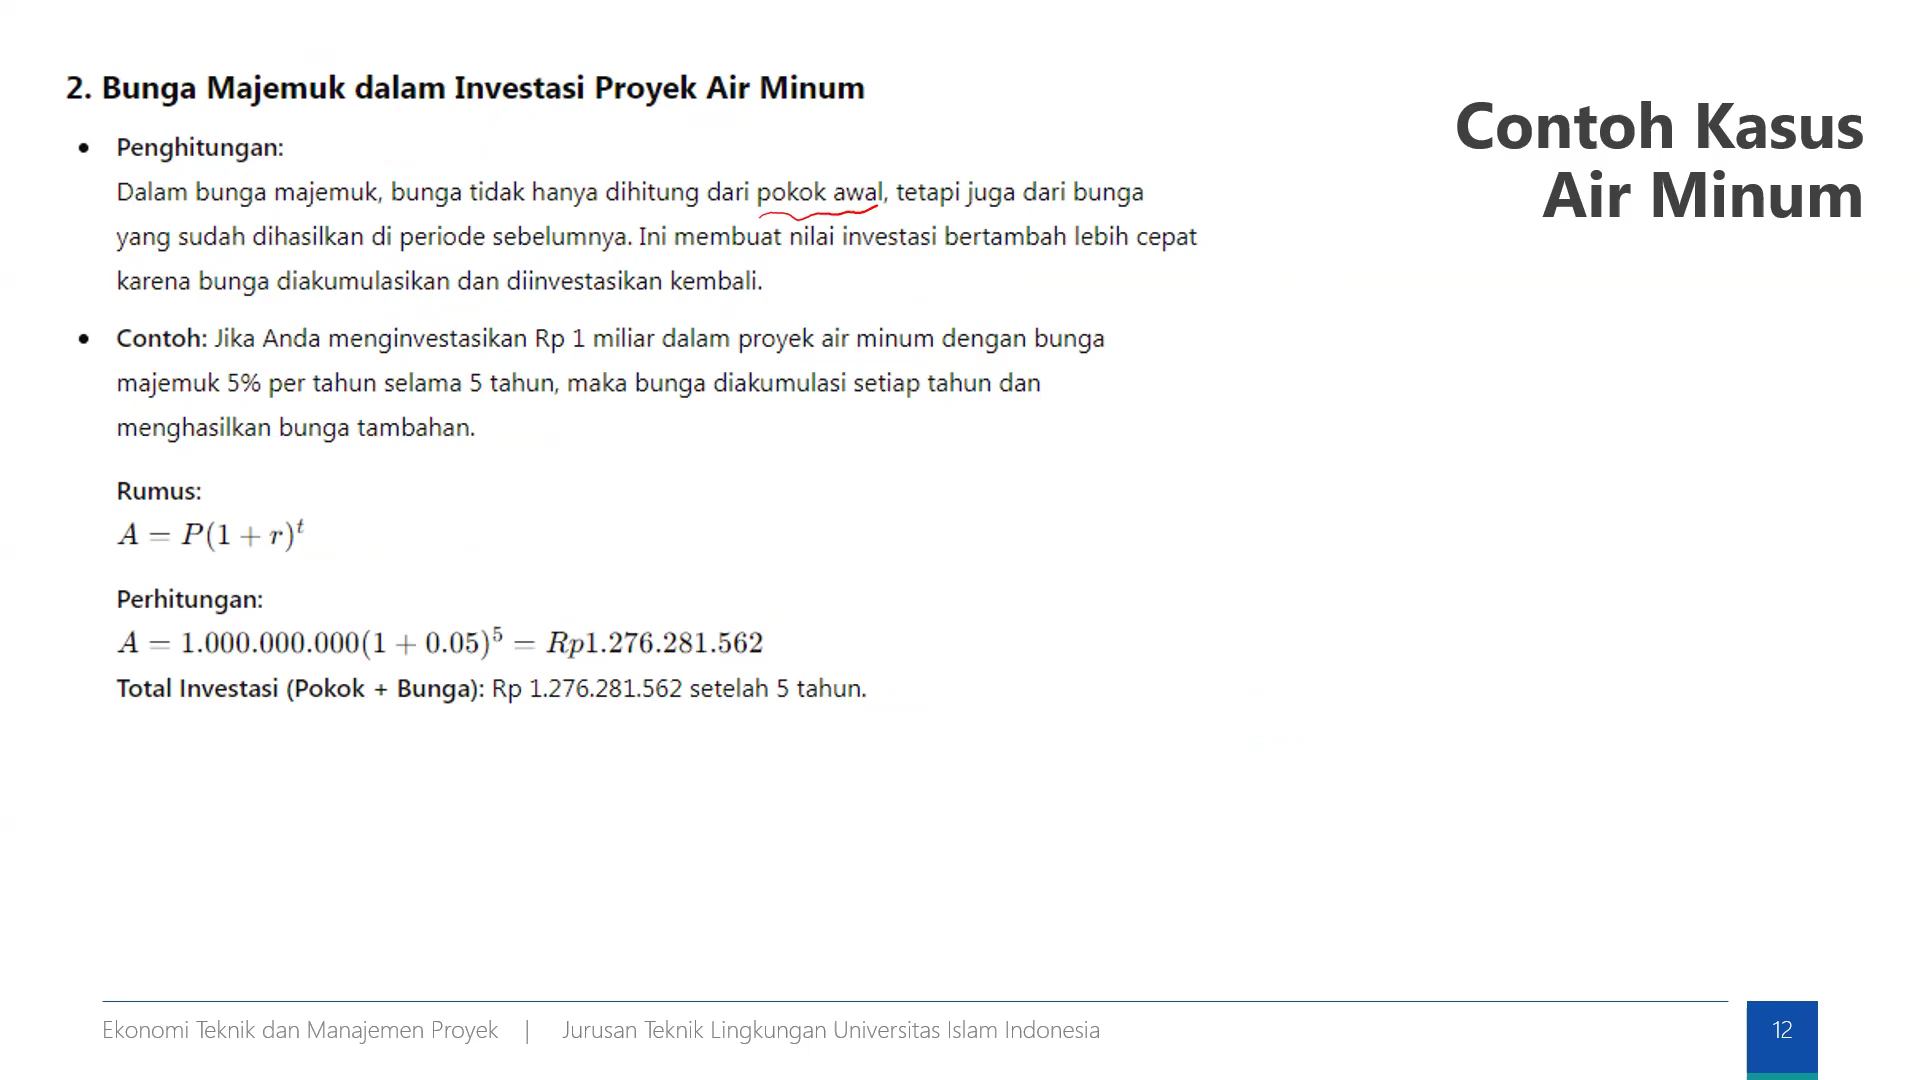 2. Bunga Majemuk dalam Investasi Proyek Air Minum
Contoh Kasus
Air Minum
• Penghitungan:
Dalam bunga majemuk, bunga tidak hanya dihitung dari pokok awal, tetapi juga dari bunga
yang sudah dihasilkan di periode sebelumnya. Ini membuat nilai investasi bertambah lebih cepat
karena bunga diakumulasikan dan diinvestasikan kembali.
• Contoh: Jika Anda menginvestasikan Rp 1 miliar dalam proyek air minum dengan bunga
majemuk 5% per tahun selama 5 tahun, maka bunga diakumulasi setiap tahun dan
menghasilkan bunga tambahan.
Rumus:
A = P(1 + r)^t
Perhitungan:
A = 1.000.000.000(1 + 0.05)^5 = Rp1.276.281.562
Total Investasi (Pokok + Bunga): Rp 1.276.281.562 setelah 5 tahun.
Ekonomi Teknik dan Manajemen Proyek | Jurusan Teknik Lingkungan Universitas Islam Indonesia
12